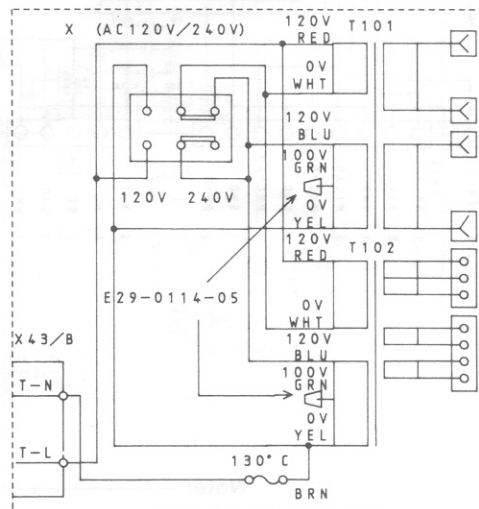 X (AC120V/240V)
120V
RED
T101
0V
WHT
120V
BLU
100V
GRN
0V
YEL
120V 240V
120V
RED
T102
E29-0114-05
0V
WHT
120V
BLU
X43/B
100V
GRN
T-N
0V
YEL
T-L
130°C
BRN